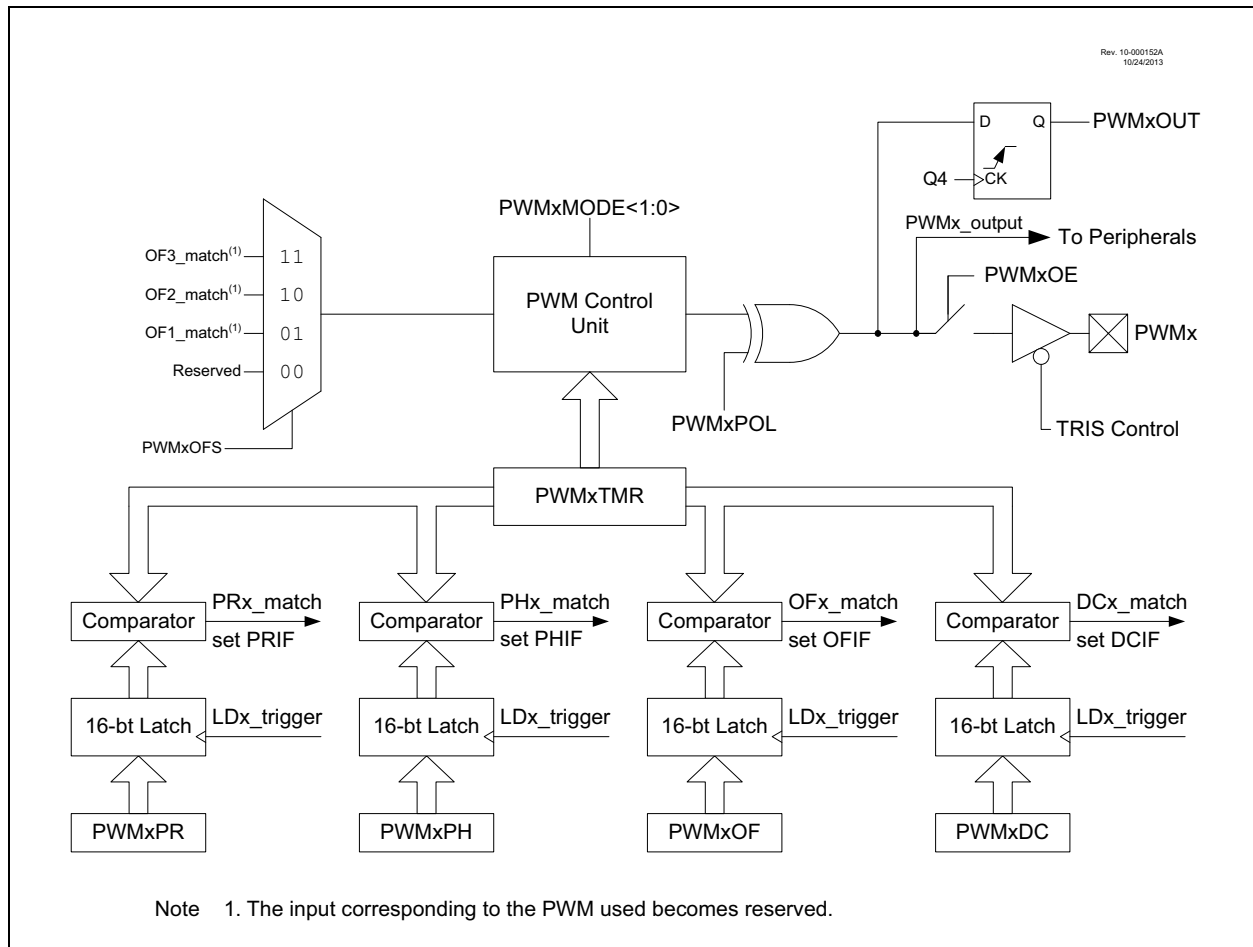 Rev. 10-000152A
10/24/2013
D Q
PWMxOUT
Q4
CK
PWMxMODE<1:0>
PWMx_output
To Peripherals
OF3_match(1)
11
OF2_match(1)
10
OF1_match(1)
01
Reserved
00
PWM Control
Unit
PWMxOE
PWMx
PWMxPOL
TRIS Control
PWMxOFS
PWMxTMR
Comparator
PRx_match
set PRIF
Comparator
PHx_match
set PHIF
Comparator
OFx_match
set OFIF
Comparator
DCx_match
set DCIF
16-bt Latch
LDx_trigger
16-bt Latch
LDx_trigger
16-bt Latch
LDx_trigger
16-bt Latch
LDx_trigger
PWMxPR
PWMxPH
PWMxOF
PWMxDC
Note 1. The input corresponding to the PWM used becomes reserved.